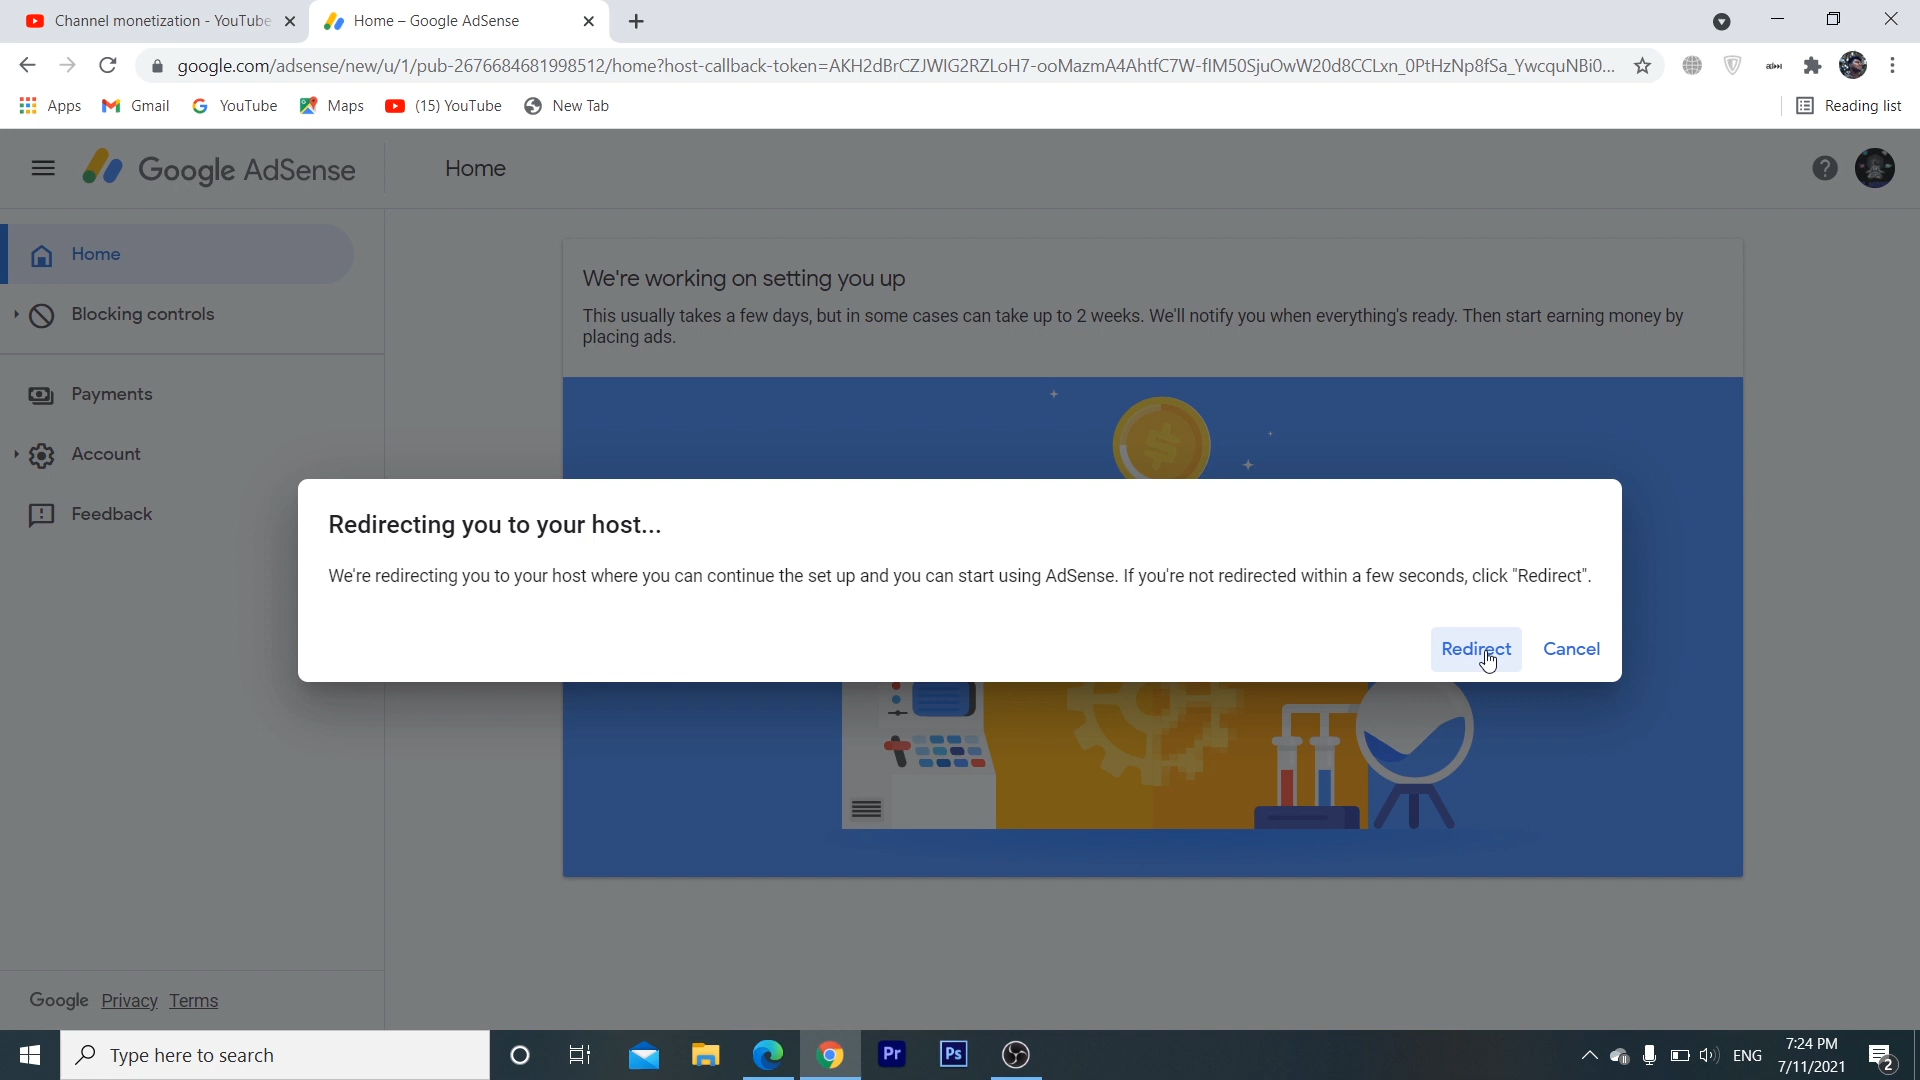 Channel monetization - YouTube
Home – Google AdSense
google.com/adsense/new/u/1/pub-2676684681998512/home?host-callback-token=AKH2dBrCZJWIG2RZLoH7-ooMazmA4AhtfC7W-fIM50SjuOwW20d8CCLxn_0PtHzNp8fSa_YwcquNBi0...
Apps
Gmail
YouTube
Maps
(15) YouTube
New Tab
Reading list
Google AdSense
Home
Home
Blocking controls
Payments
Account
Feedback
We're working on setting you up
This usually takes a few days, but in some cases can take up to 2 weeks. We'll notify you when everything's ready. Then start earning money by
placing ads.
Redirecting you to your host...
We're redirecting you to your host where you can continue the set up and you can start using AdSense. If you're not redirected within a few seconds, click "Redirect".
Redirect
Cancel
Google Privacy Terms
Type here to search
Pr
Ps
ENG
7:24 PM
7/11/2021
2